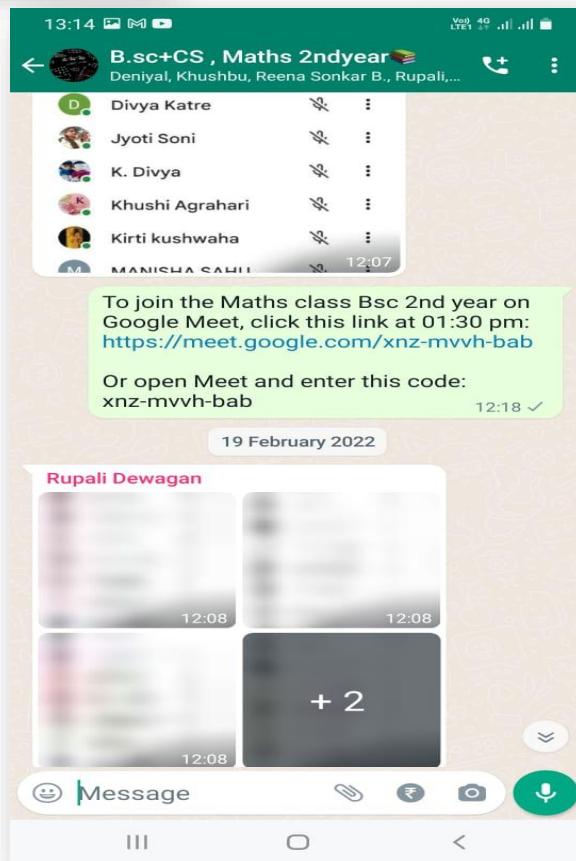 13:14
Vo)) 4G
LTE1
B.sc+CS , Maths 2ndyear📚
Deniyal, Khushbu, Reena Sonkar B., Rupali,...
D Divya Katre
Jyoti Soni
K. Divya
K Khushi Agrahari
Kirti kushwaha
M MANISHA SAHU
12:07
To join the Maths class Bsc 2nd year on
Google Meet, click this link at 01:30 pm:
https://meet.google.com/xnz-mvvh-bab
Or open Meet and enter this code:
xnz-mvvh-bab
12:18
19 February 2022
Rupali Dewagan
12:08 12:08
12:08 + 2
Message ₹